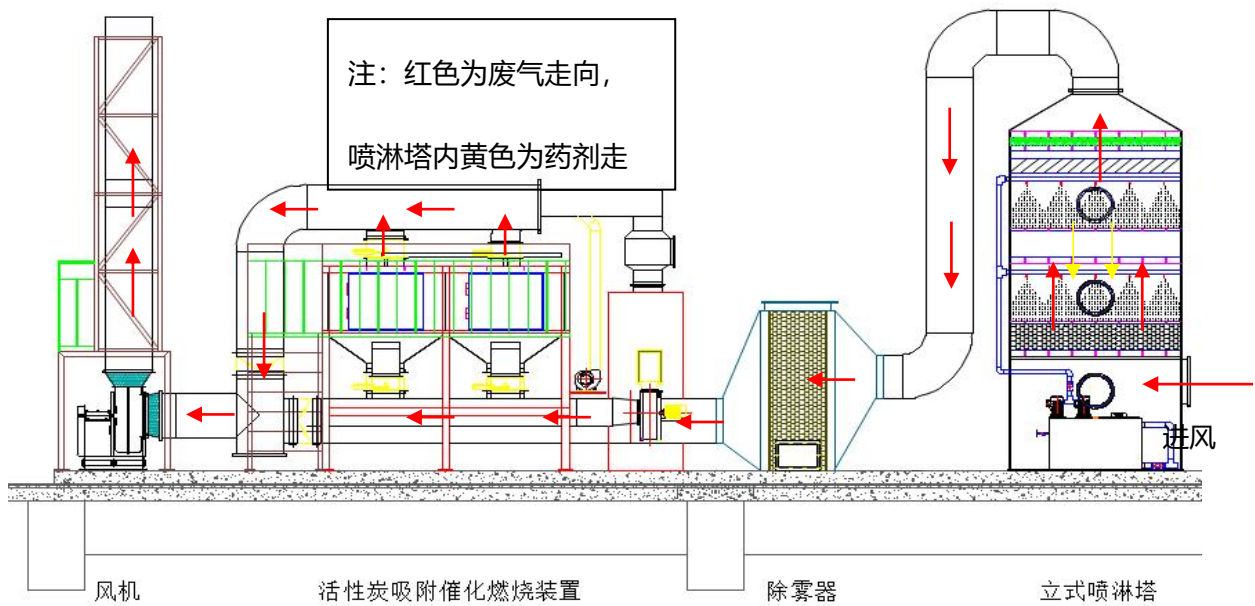 注：红色为废气走向，
喷淋塔内黄色为药剂走
进风
风机
活性炭吸附催化燃烧装置
除雾器
立式喷淋塔